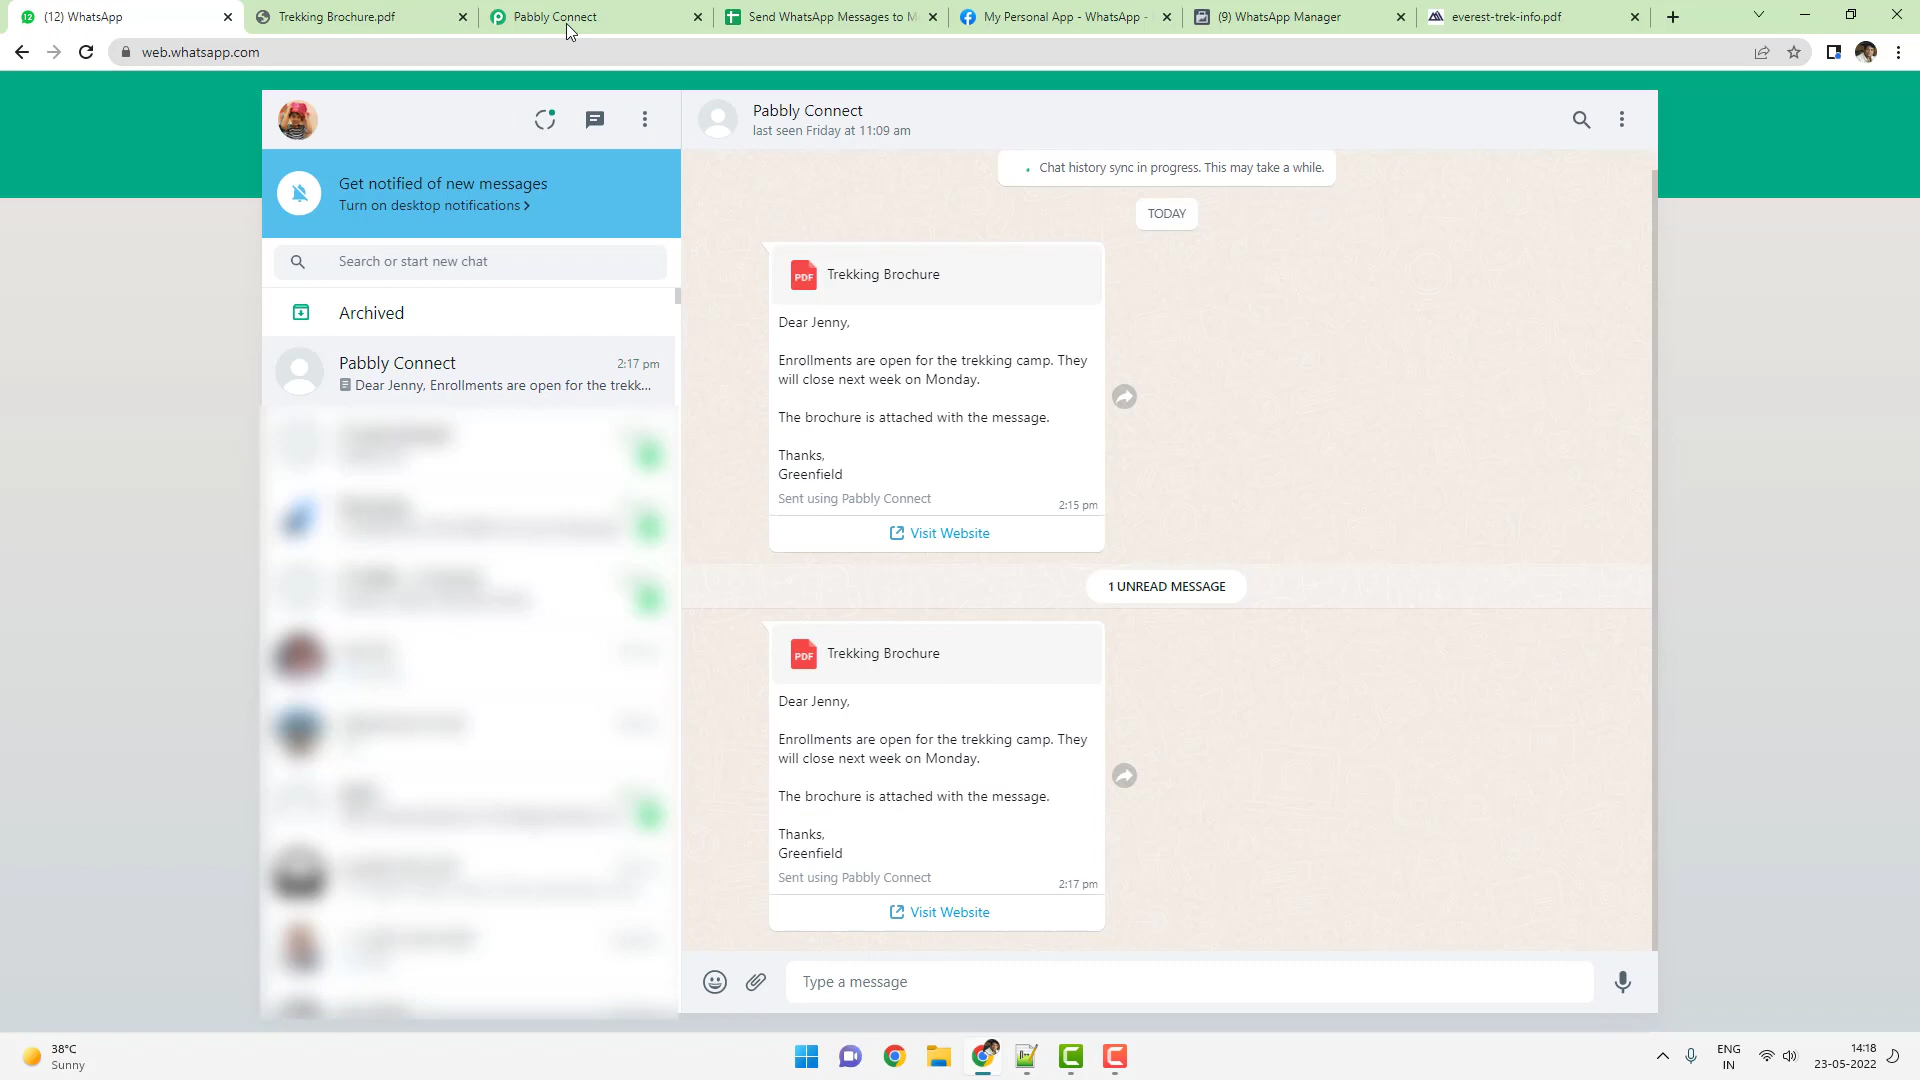 (12) WhatsApp
Trekking Brochure.pdf
Pabbly Connect
Send WhatsApp Messages to M
My Personal App - WhatsApp -
(9) WhatsApp Manager
everest-trek-info.pdf
web.whatsapp.com
Pabbly Connect
last seen Friday at 11:09 am
Get notified of new messages
Turn on desktop notifications >
Search or start new chat
Archived
Pabbly Connect
2:17 pm
Dear Jenny, Enrollments are open for the trekk...
Chat history sync in progress. This may take a while.
TODAY
PDF
Trekking Brochure
Dear Jenny,
Enrollments are open for the trekking camp. They
will close next week on Monday.
The brochure is attached with the message.
Thanks,
Greenfield
Sent using Pabbly Connect
2:15 pm
Visit Website
1 UNREAD MESSAGE
PDF
Trekking Brochure
Dear Jenny,
Enrollments are open for the trekking camp. They
will close next week on Monday.
The brochure is attached with the message.
Thanks,
Greenfield
Sent using Pabbly Connect
2:17 pm
Visit Website
Type a message
38°C
Sunny
ENG
IN
14:18
23-05-2022